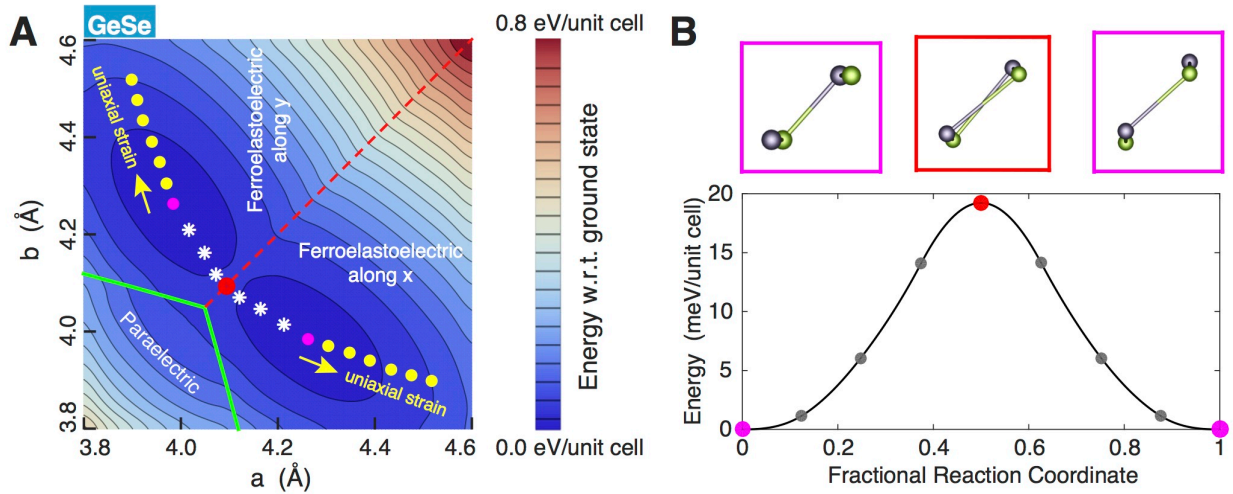 A
GeSe
0.8 eV/unit cell
4.6
4.4
4.2
4.0
3.8
b (Å)
uniaxial strain
Ferroelastoelectric
along y
Ferroelastoelectric
along x
Paraelectric
uniaxial strain
3.8
4.0
4.2
4.4
4.6
a (Å)
0.0 eV/unit cell
Energy w.r.t. ground state
B
20
15
10
5
0
Energy (meV/unit cell)
0
0.2
0.4
0.6
0.8
1
Fractional Reaction Coordinate